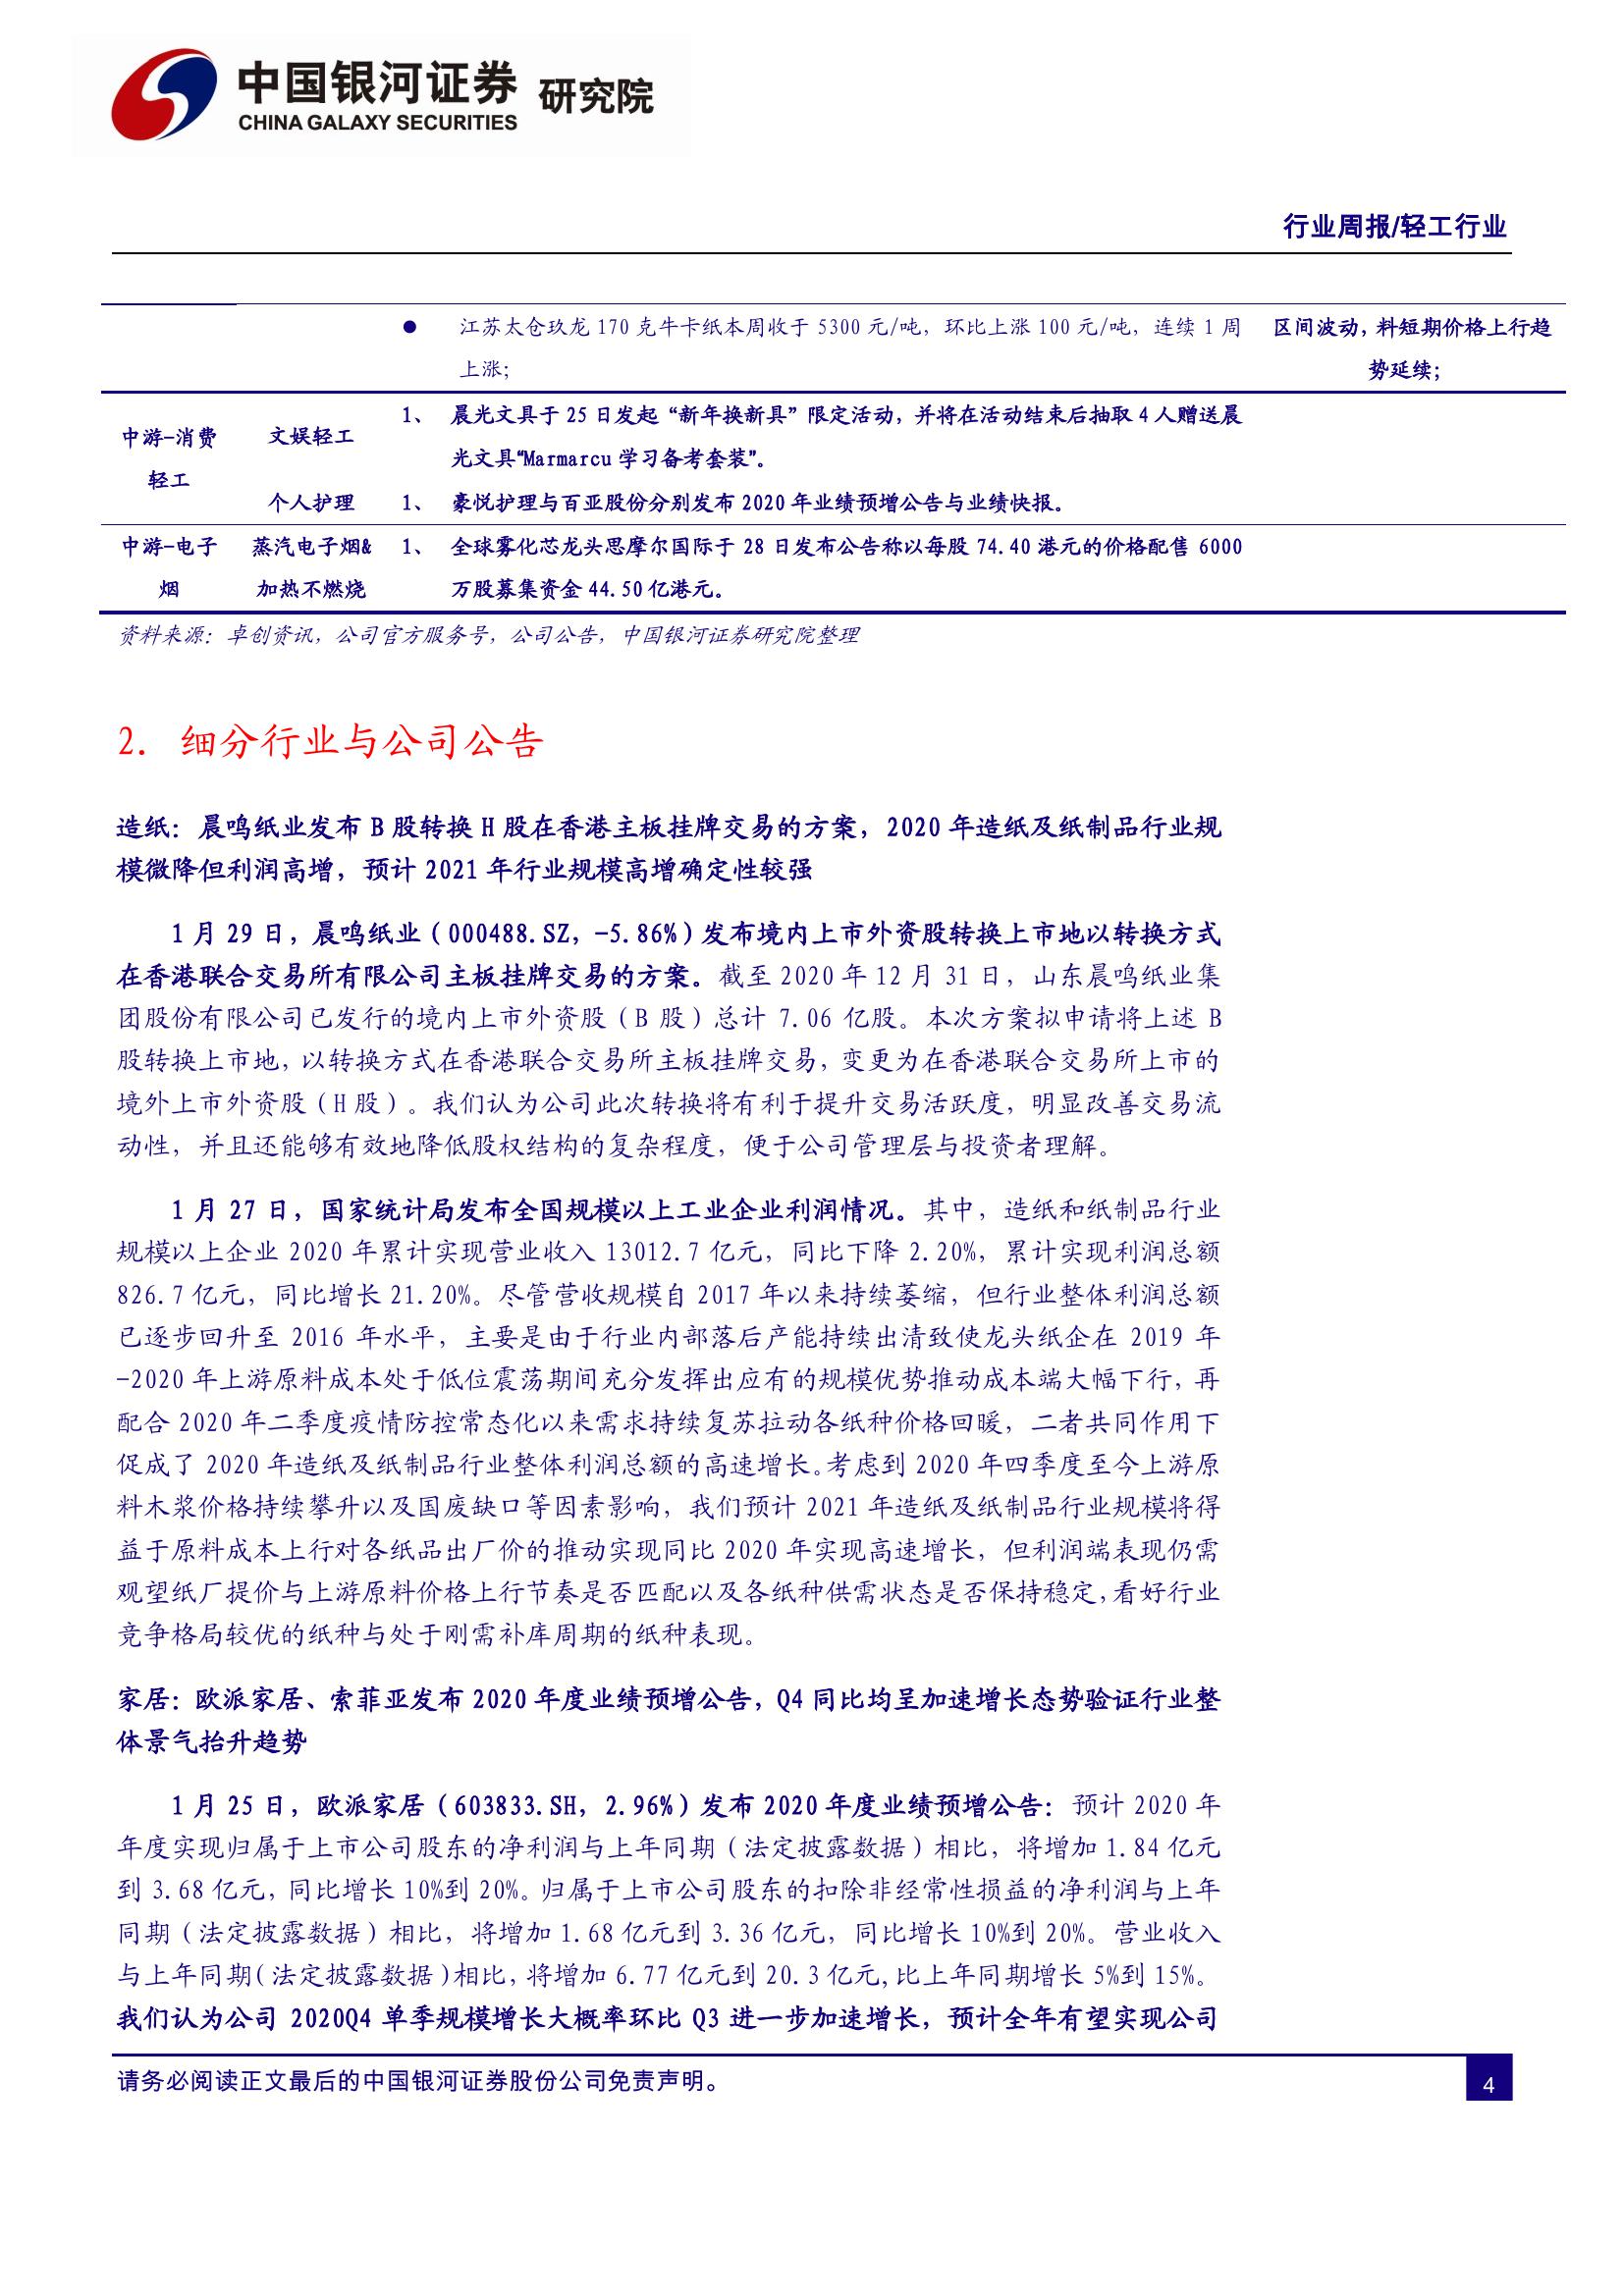 中国银河证券 研究院
CHINA GALAXY SECURITIES
行业周报/轻工行业
● 江苏太仓玖龙 170 克牛卡纸本周收于 5300 元/吨，环比上涨 100 元/吨，连续 1 周
上涨；
区间波动，料短期价格上行趋
势延续；
中游-消费
轻工
文娱轻工
1、 晨光文具于 25 日发起“新年换新具”限定活动，并将在活动结束后抽取 4 人赠送晨
光文具“Marmarcu 学习备考套装”。
个人护理
1、 豪悦护理与百亚股份分别发布 2020 年业绩预增公告与业绩快报。
中游-电子
烟
蒸汽电子烟&
加热不燃烧
1、 全球雾化芯龙头思摩尔国际于 28 日发布公告称以每股 74.40 港元的价格配售 6000
万股募集资金 44.50 亿港元。
资料来源：卓创资讯，公司官方服务号，公司公告，中国银河证券研究院整理
2. 细分行业与公司公告
造纸：晨鸣纸业发布 B 股转换 H 股在香港主板挂牌交易的方案，2020 年造纸及纸制品行业规
模微降但利润高增，预计 2021 年行业规模高增确定性较强
1 月 29 日，晨鸣纸业（000488.SZ，-5.86%）发布境内上市外资股转换上市地以转换方式
在香港联合交易所有限公司主板挂牌交易的方案。截至 2020 年 12 月 31 日，山东晨鸣纸业集
团股份有限公司已发行的境内上市外资股（B 股）总计 7.06 亿股。本次方案拟申请将上述 B
股转换上市地，以转换方式在香港联合交易所主板挂牌交易，变更为在香港联合交易所上市的
境外上市外资股（H 股）。我们认为公司此次转换将有利于提升交易活跃度，明显改善交易流
动性，并且还能够有效地降低股权结构的复杂程度，便于公司管理层与投资者理解。
1 月 27 日，国家统计局发布全国规模以上工业企业利润情况。其中，造纸和纸制品行业
规模以上企业 2020 年累计实现营业收入 13012.7 亿元，同比下降 2.20%，累计实现利润总额
826.7 亿元，同比增长 21.20%。尽管营收规模自 2017 年以来持续萎缩，但行业整体利润总额
已逐步回升至 2016 年水平，主要是由于行业内部落后产能持续出清致使龙头纸企在 2019 年
-2020 年上游原料成本处于低位震荡期间充分发挥出应有的规模优势推动成本端大幅下行，再
配合 2020 年二季度疫情防控常态化以来需求持续复苏拉动各纸种价格回暖，二者共同作用下
促成了 2020 年造纸及纸制品行业整体利润总额的高速增长。考虑到 2020 年四季度至今上游原
料木浆价格持续攀升以及国废缺口等因素影响，我们预计 2021 年造纸及纸制品行业规模将得
益于原料成本上行对各纸品出厂价的推动实现同比 2020 年实现高速增长，但利润端表现仍需
观望纸厂提价与上游原料价格上行节奏是否匹配以及各纸种供需状态是否保持稳定，看好行业
竞争格局较优的纸种与处于刚需补库周期的纸种表现。
家居：欧派家居、索菲亚发布 2020 年度业绩预增公告，Q4 同比均呈加速增长态势验证行业整
体景气抬升趋势
1 月 25 日，欧派家居（603833.SH，2.96%）发布 2020 年度业绩预增公告：预计 2020 年
年度实现归属于上市公司股东的净利润与上年同期（法定披露数据）相比，将增加 1.84 亿元
到 3.68 亿元，同比增长 10%到 20%。归属于上市公司股东的扣除非经常性损益的净利润与上年
同期（法定披露数据）相比，将增加 1.68 亿元到 3.36 亿元，同比增长 10%到 20%。营业收入
与上年同期（法定披露数据）相比，将增加 6.77 亿元到 20.3 亿元，比上年同期增长 5%到 15%。
我们认为公司 2020Q4 单季规模增长大概率环比 Q3 进一步加速增长，预计全年有望实现公司
请务必阅读正文最后的中国银河证券股份公司免责声明。
4